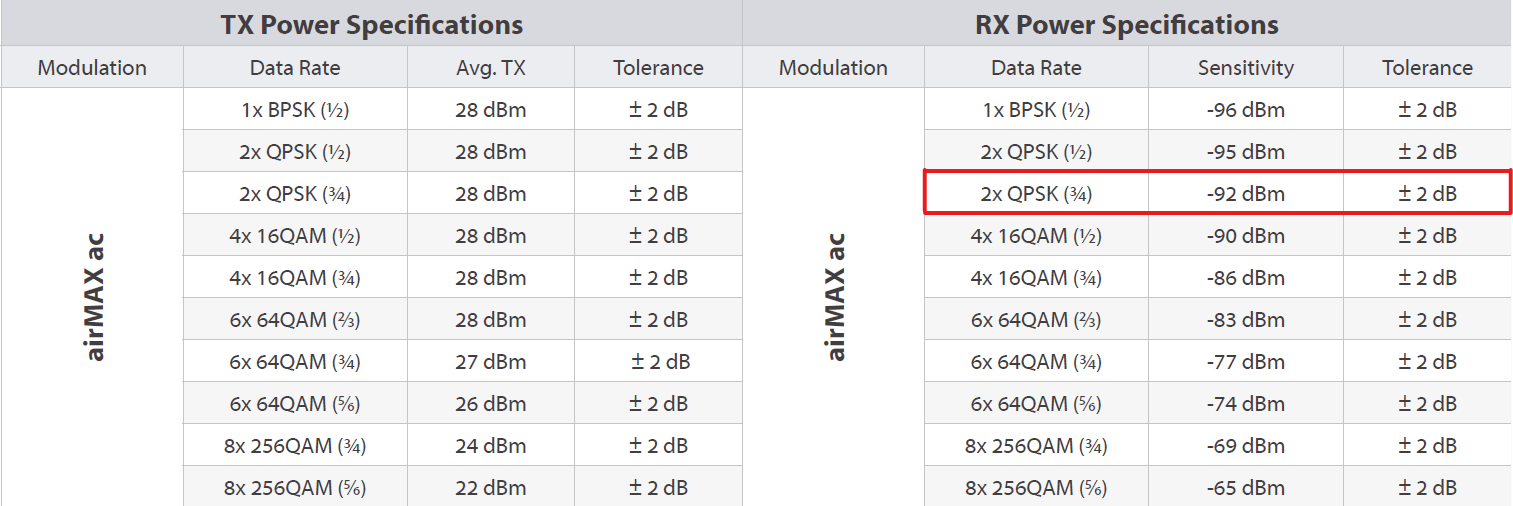 TX Power Specifications RX Power Specifications
Modulation Data Rate Avg. TX Tolerance Modulation Data Rate Sensitivity Tolerance
airMAX ac airMAX ac
1x BPSK (½) 28 dBm ± 2 dB 1x BPSK (½) -96 dBm ± 2 dB
2x QPSK (½) 28 dBm ± 2 dB 2x QPSK (½) -95 dBm ± 2 dB
2x QPSK (¾) 28 dBm ± 2 dB 2x QPSK (¾) -92 dBm ± 2 dB
4x 16QAM (½) 28 dBm ± 2 dB 4x 16QAM (½) -90 dBm ± 2 dB
4x 16QAM (¾) 28 dBm ± 2 dB 4x 16QAM (¾) -86 dBm ± 2 dB
6x 64QAM (⅔) 28 dBm ± 2 dB 6x 64QAM (⅔) -83 dBm ± 2 dB
6x 64QAM (¾) 27 dBm ± 2 dB 6x 64QAM (¾) -77 dBm ± 2 dB
6x 64QAM (⅚) 26 dBm ± 2 dB 6x 64QAM (⅚) -74 dBm ± 2 dB
8x 256QAM (¾) 24 dBm ± 2 dB 8x 256QAM (¾) -69 dBm ± 2 dB
8x 256QAM (⅚) 22 dBm ± 2 dB 8x 256QAM (⅚) -65 dBm ± 2 dB